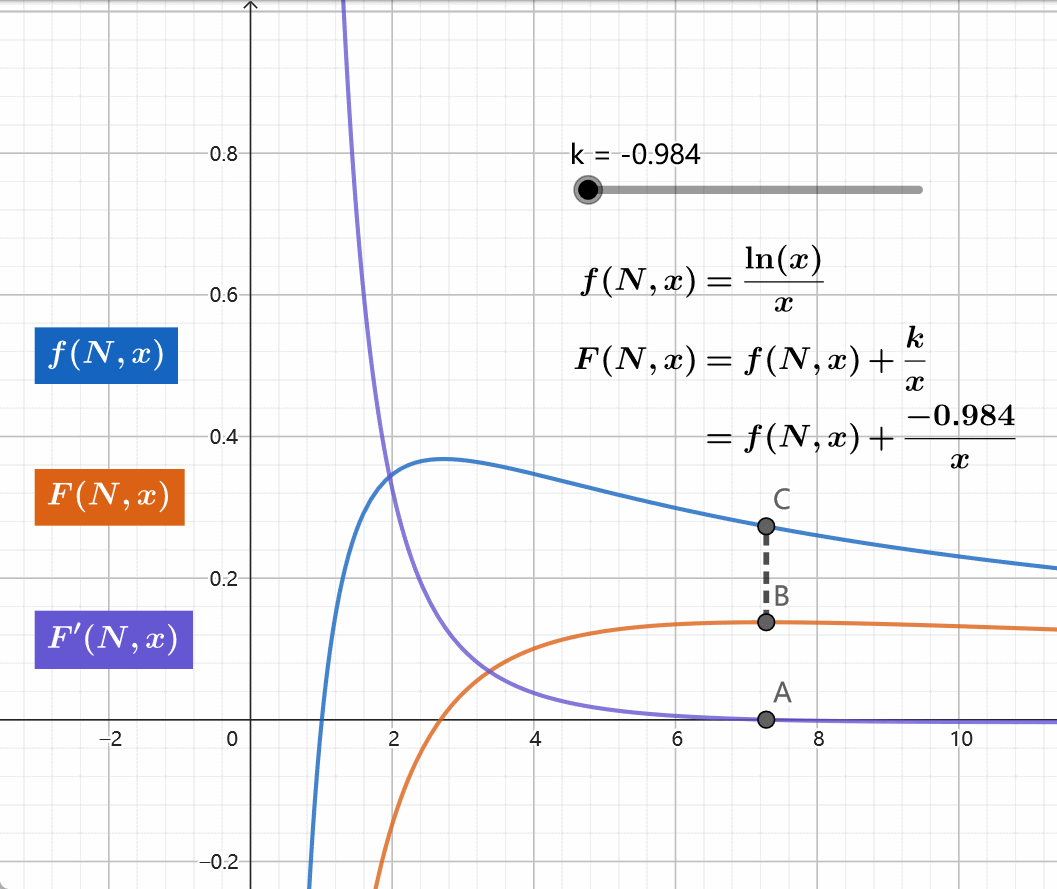 0.8
k = -0.984
f(N, x) = ln(x)/x
0.6
f(N, x)
F(N, x) = f(N, x) + k/x
= f(N, x) + −0.984/x
0.4
F(N, x)
C
0.2
B
F′(N, x)
A
−2 0 2 4 6 8 10
−0.2